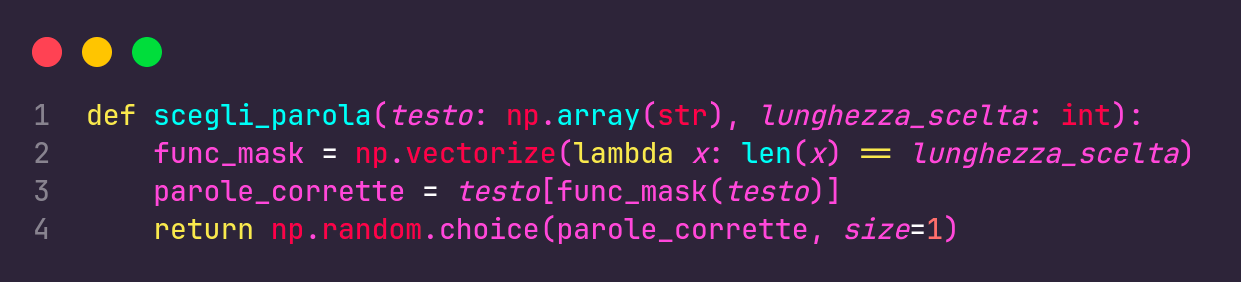 1 def scegli_parola(testo: np.array(str), lunghezza_scelta: int):
2     func_mask = np.vectorize(lambda x: len(x) == lunghezza_scelta)
3     parole_corrette = testo[func_mask(testo)]
4     return np.random.choice(parole_corrette, size=1)